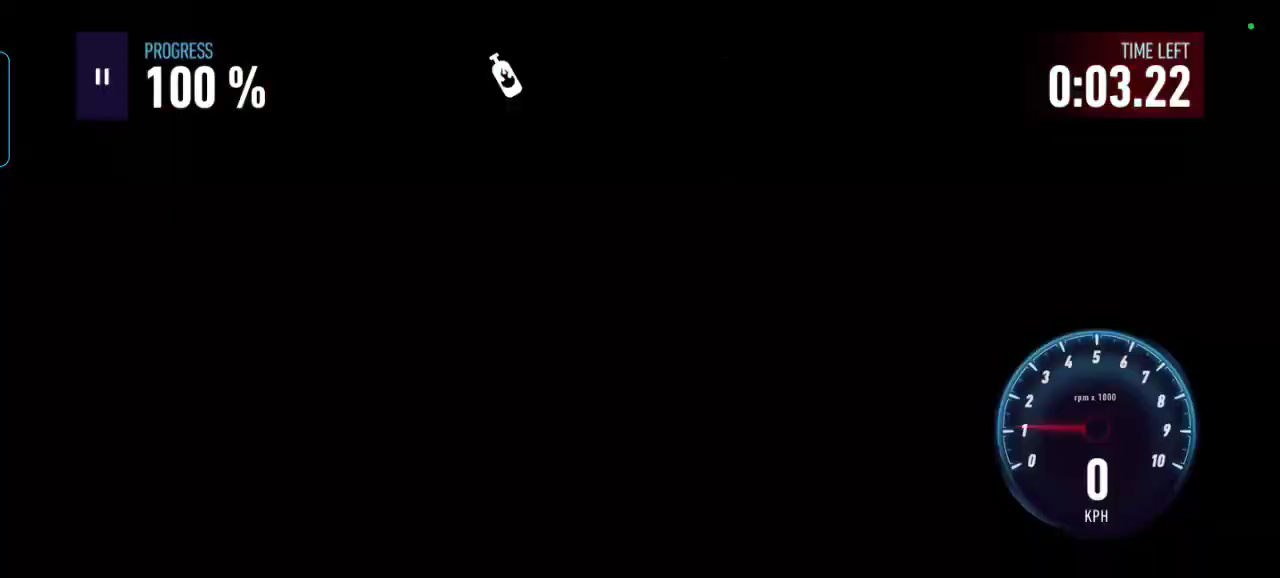 PROGRESS
100 %
TIME LEFT
0:03.22
0 1 2 3 4 5 6 7 8 9 10
rpm x 1000
0
KPH